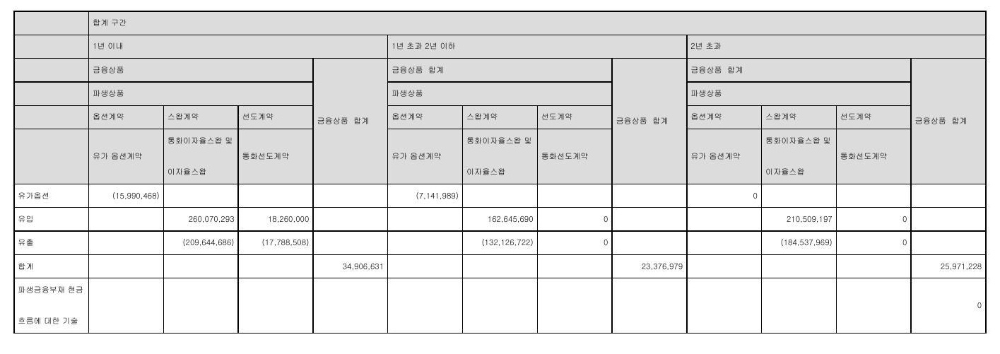 합계 구간
1년 이내 1년 초과 2년 이하 2년 초과
금융상품 금융상품 합계 금융상품 합계
파생상품 파생상품 파생상품
옵션계약 스왑계약 선도계약 금융상품 합계 옵션계약 스왑계약 선도계약 금융상품 합계 옵션계약 스왑계약 선도계약 금융상품 합계
유가 옵션계약 통화이자율스왑 및 이자율스왑 통화선도계약 유가 옵션계약 통화이자율스왑 및 이자율스왑 통화선도계약 유가 옵션계약 통화이자율스왑 및 이자율스왑 통화선도계약
유가옵션 (15,990,468) (7,141,989) 0
유입 260,070,293 18,260,000 162,645,690 0 210,509,197 0
유출 (209,644,686) (17,788,508) (132,126,722) 0 (184,537,969) 0
합계 34,906,631 23,376,979 25,971,228
파생금융부채 현금
흐름에 대한 기술 0